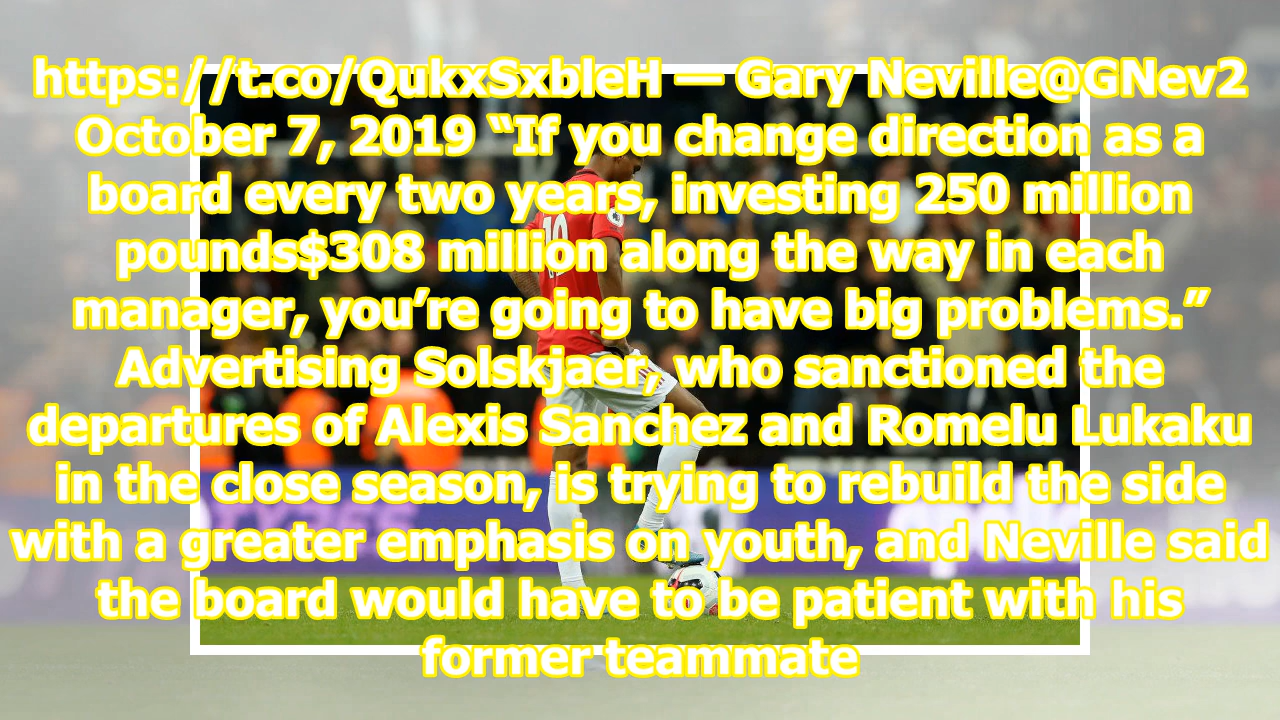 https://t.co/QukxSxbleH — Gary Neville@GNev2
October 7, 2019 “If you change direction as a
board every two years, investing 250 million
pounds$308 million along the way in each
manager, you’re going to have big problems.”
Advertising Solskjaer, who sanctioned the
departures of Alexis Sanchez and Romelu Lukaku
in the close season, is trying to rebuild the side
with a greater emphasis on youth, and Neville said
the board would have to be patient with his
former teammate
10